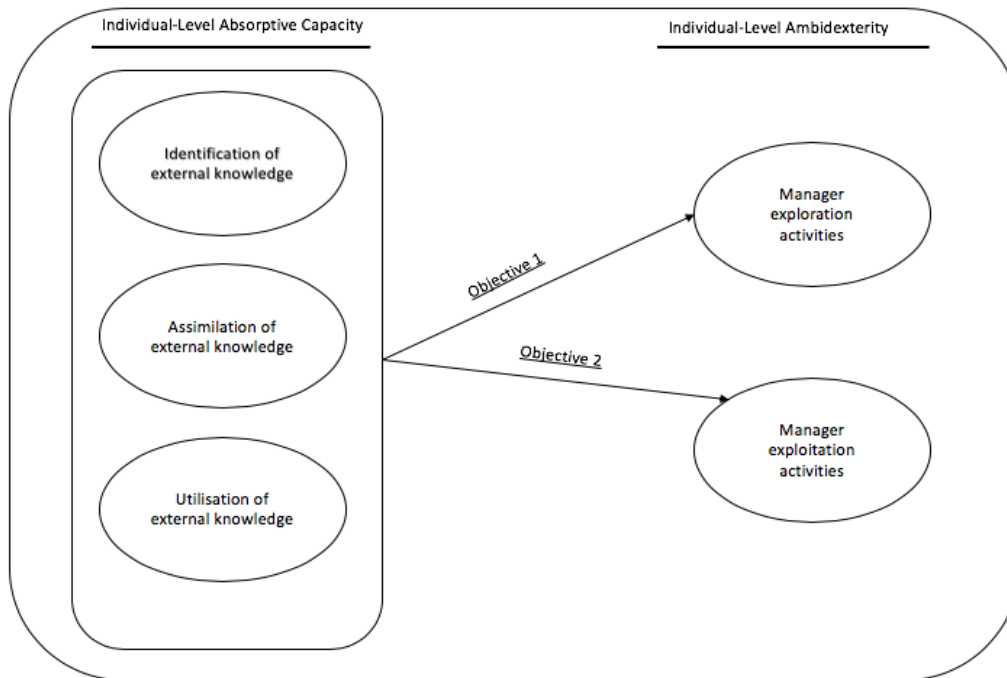 Individual-Level Absorptive Capacity
Individual-Level Ambidexterity
Identification of
external knowledge
Assimilation of
external knowledge
Utilisation of
external knowledge
Objective 1
Objective 2
Manager
exploration
activities
Manager
exploitation
activities